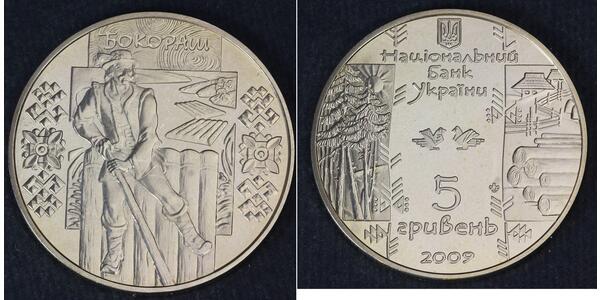 БОКОРАШ
Національний
Банк
України
5
гривень
2009